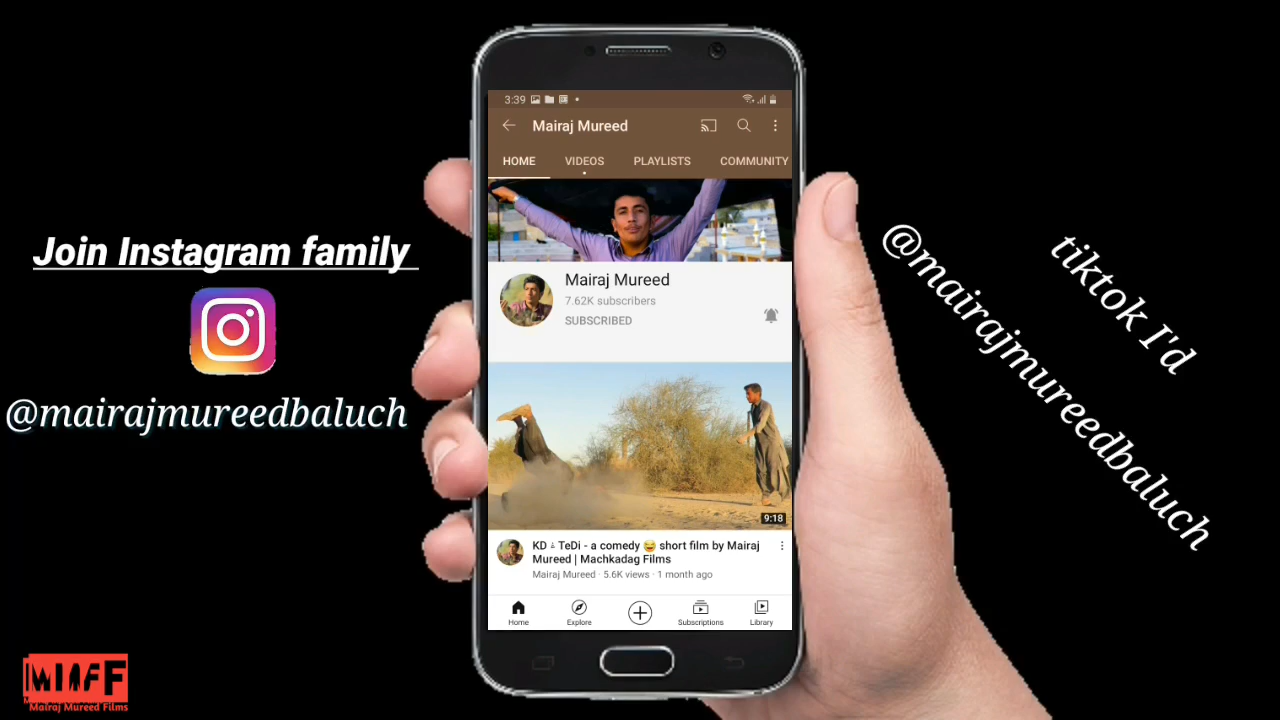 Join Instagram family
@mairajmureedbaluch
3:39
Mairaj Mureed
HOME VIDEOS PLAYLISTS COMMUNITY
Mairaj Mureed
7.62K subscribers
SUBSCRIBED
9:18
KD ÷ TeDi - a comedy 😂 short film by Mairaj
Mureed | Machkadag Films
Mairaj Mureed · 5.6K views · 1 month ago
Home Explore Subscriptions Library
tiktok I'd
@mairajmureedbaluch
Mairaj Mureed Films